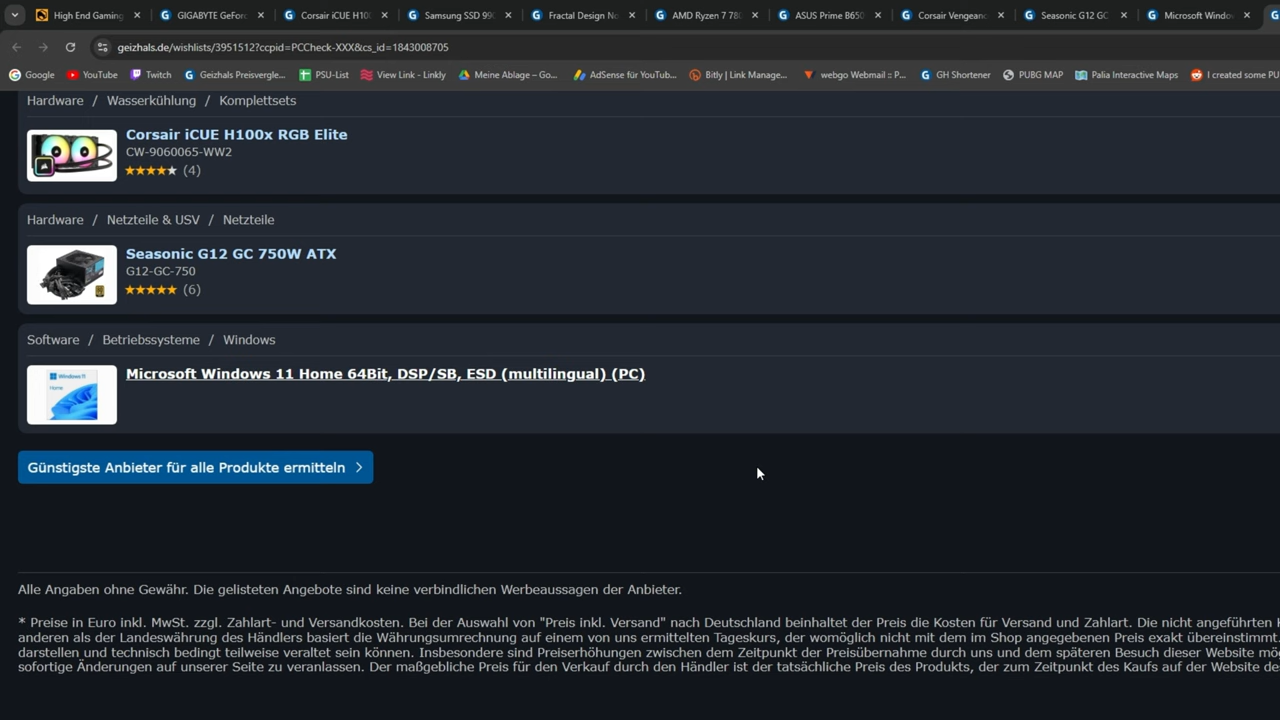 High End Gaming
GIGABYTE GeForc
Corsair iCUE H10
Samsung SSD 99
Fractal Design No
AMD Ryzen 7 78
ASUS Prime B650
Corsair Vengeanc
Seasonic G12 GC
Microsoft Windo
geizhals.de/wishlists/3951512?ccpid=PCCheck-XXX&cs_id=1843008705
Google
YouTube
Twitch
Geizhals Preisvergle...
PSU-List
View Link - Linkly
Meine Ablage – Go...
AdSense für YouTub...
Bitly | Link Manage...
webgo Webmail :: P...
GH Shortener
PUBG MAP
Palia Interactive Maps
I created some PU
Hardware / Wasserkühlung / Komplettsets
Corsair iCUE H100x RGB Elite
CW-9060065-WW2
★★★★★ (4)
Hardware / Netzteile & USV / Netzteile
Seasonic G12 GC 750W ATX
G12-GC-750
★★★★★ (6)
Software / Betriebssysteme / Windows
Microsoft Windows 11 Home 64Bit, DSP/SB, ESD (multilingual) (PC)
Günstigste Anbieter für alle Produkte ermitteln
Alle Angaben ohne Gewähr. Die gelisteten Angebote sind keine verbindlichen Werbeaussagen der Anbieter.
* Preise in Euro inkl. MwSt. zzgl. Zahlart- und Versandkosten. Bei der Auswahl von "Preis inkl. Versand" nach Deutschland beinhaltet der Preis die Kosten für Versand und Zahlart. Die nicht angeführten
anderen als der Landeswährung des Händlers basiert die Währungsumrechnung auf einem von uns ermittelten Tageskurs, der womöglich nicht mit dem im Shop angegebenen Preis exakt übereinstimmt.
darstellen und technisch bedingt teilweise veraltet sein können. Insbesondere sind Preiserhöhungen zwischen dem Zeitpunkt der Preisübernahme durch uns und dem späteren Besuch dieser Website mö
sofortige Änderungen auf unserer Seite zu veranlassen. Der maßgebliche Preis für den Verkauf durch den Händler ist der tatsächliche Preis des Produkts, der zum Zeitpunkt des Kaufs auf der Website de